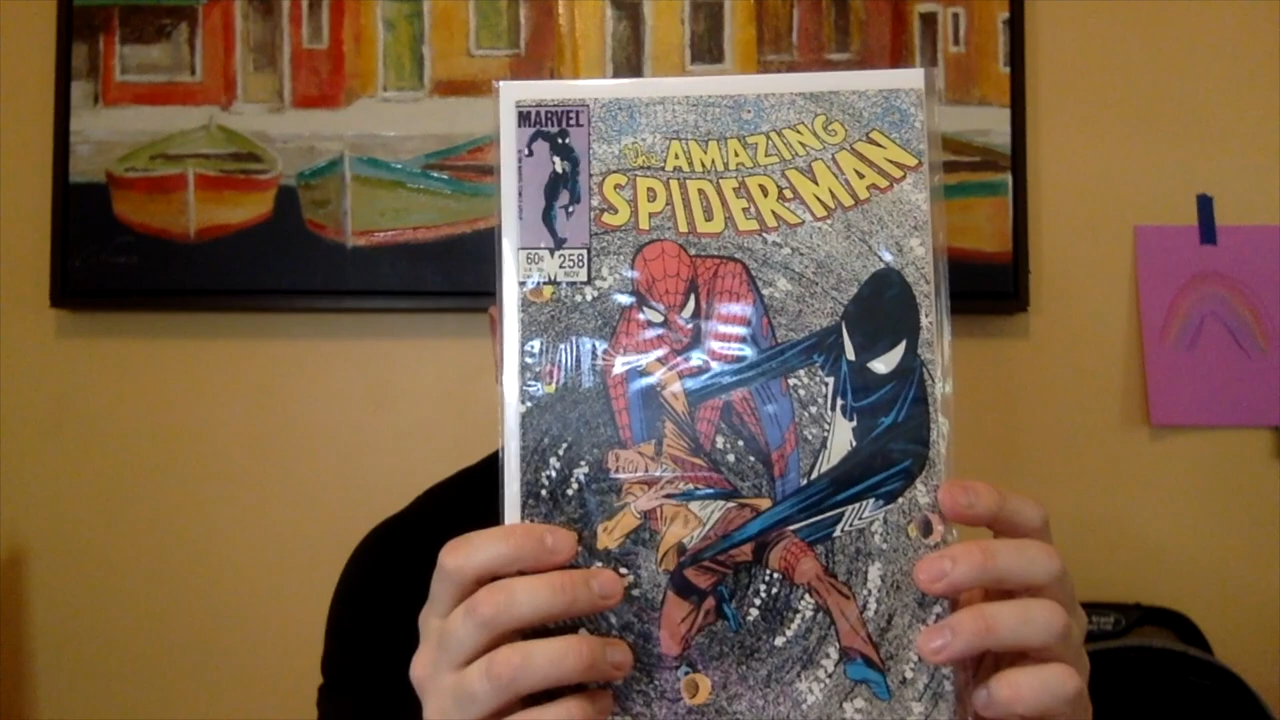 MARVEL
60¢
258
NOV
the AMAZING
SPIDER-MAN